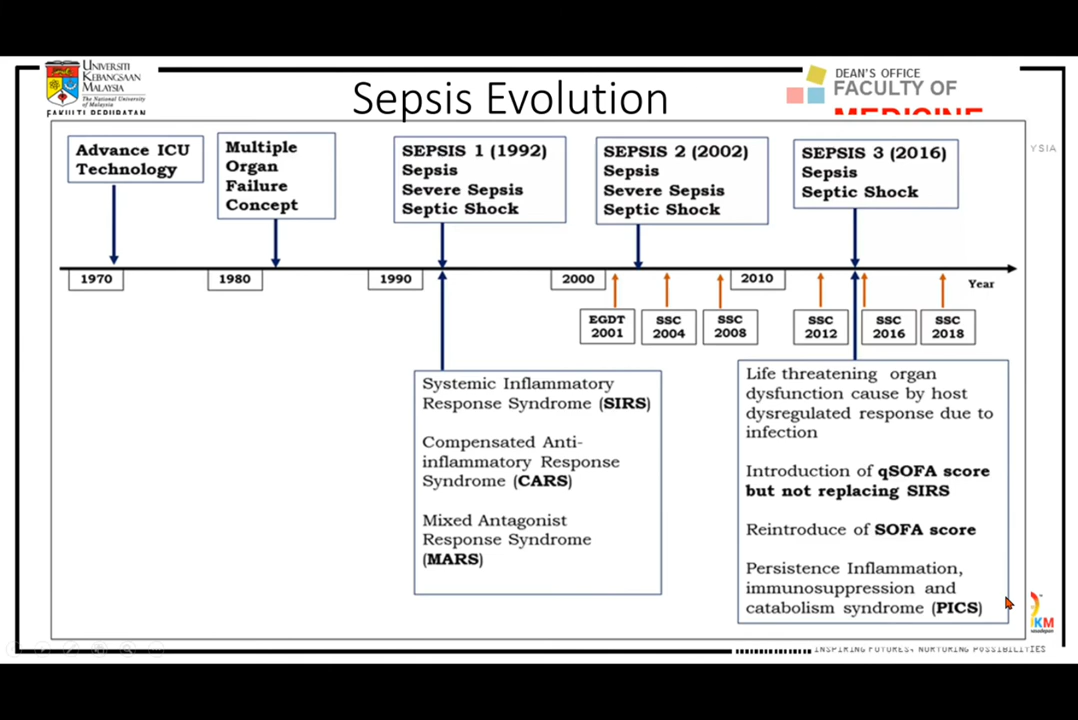 UNIVERSITI
KEBANGSAAN
MALAYSIA
The National University
of Malaysia
FAKULTI PERUBATAN
Sepsis Evolution
DEAN'S OFFICE
FACULTY OF
MEDICINE
YSIA
Advance ICU
Technology
Multiple
Organ
Failure
Concept
SEPSIS 1 (1992)
Sepsis
Severe Sepsis
Septic Shock
SEPSIS 2 (2002)
Sepsis
Severe Sepsis
Septic Shock
SEPSIS 3 (2016)
Sepsis
Septic Shock
1970
1980
1990
2000
2010
Year
EGDT
2001
SSC
2004
SSC
2008
SSC
2012
SSC
2016
SSC
2018
Systemic Inflammatory
Response Syndrome (SIRS)
Compensated Anti-
inflammatory Response
Syndrome (CARS)
Mixed Antagonist
Response Syndrome
(MARS)
Life threatening organ
dysfunction cause by host
dysregulated response due to
infection
Introduction of qSOFA score
but not replacing SIRS
Reintroduce of SOFA score
Persistence Inflammation,
immunosuppression and
catabolism syndrome (PICS)
KM
INSPIRING FUTURES, NURTURING POSSIBILITIES